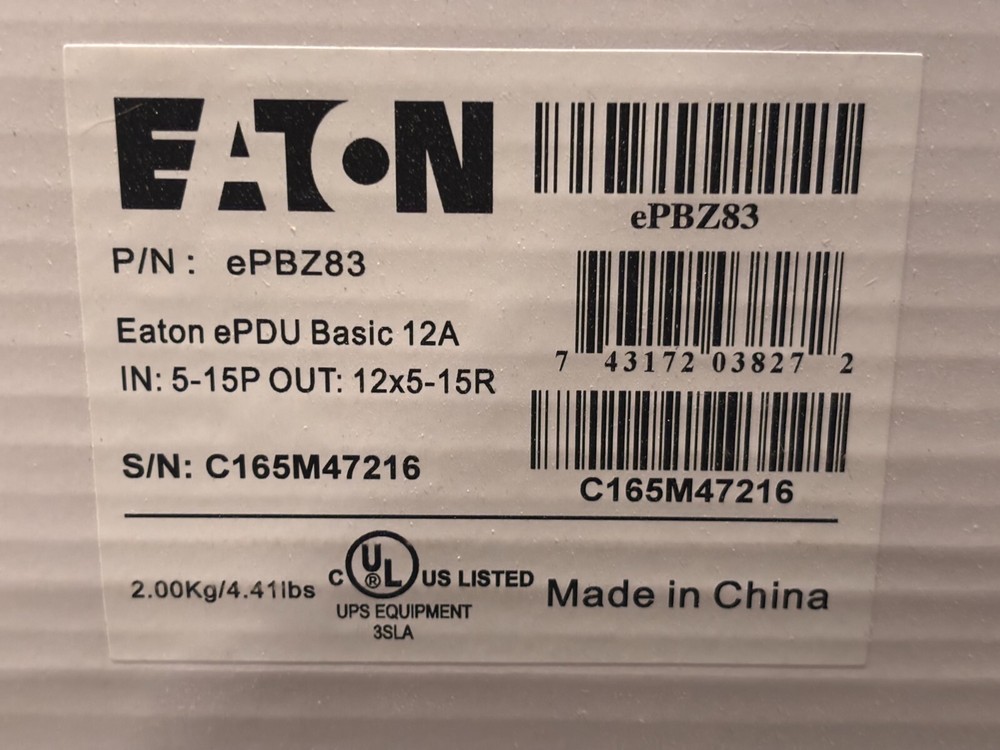 EATON
ePBZ83
P/N : ePBZ83
Eaton ePDU Basic 12A
IN: 5-15P OUT: 12x5-15R
7 43172 03827 2
S/N: C165M47216
C165M47216
2.00Kg/4.41lbs
C UL ® US LISTED
UPS EQUIPMENT
3SLA
Made in China